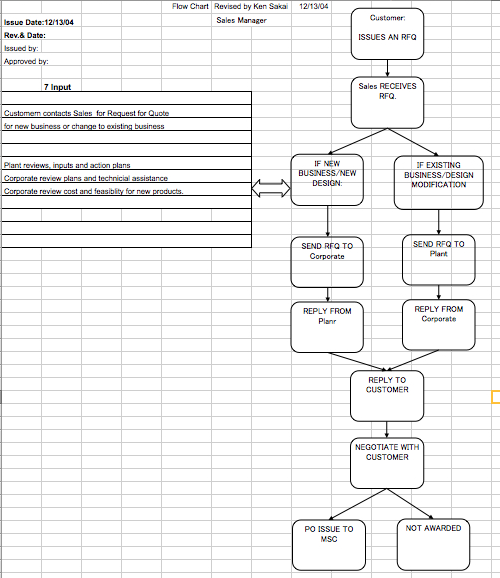 Flow Chart Revised by Ken Sakai 12/13/04
Issue Date:12/13/04
Sales Manager
Rev.& Date:
Issued by:
Approved by:
7 Input
Customern contacts Sales for Request for Quote
for new business or change to existing business
Plant reviews, inputs and action plans
Corporate review plans and technicial assistance
Corporate review cost and feasiblity for new products.
Customer:
ISSUES AN RFQ
Sales RECEIVES
RFQ.
IF NEW
BUSINESS/NEW
DESIGN:
IF EXISTING
BUSINESS/DESIGN
MODIFICATION
SEND RFQ TO
Corporate
SEND RFQ TO
Plant
REPLY FROM
Planr
REPLY FROM
Corporate
REPLY TO
CUSTOMER
NEGOTIATE WITH
CUSTOMER
PO ISSUE TO
MSC
NOT AWARDED